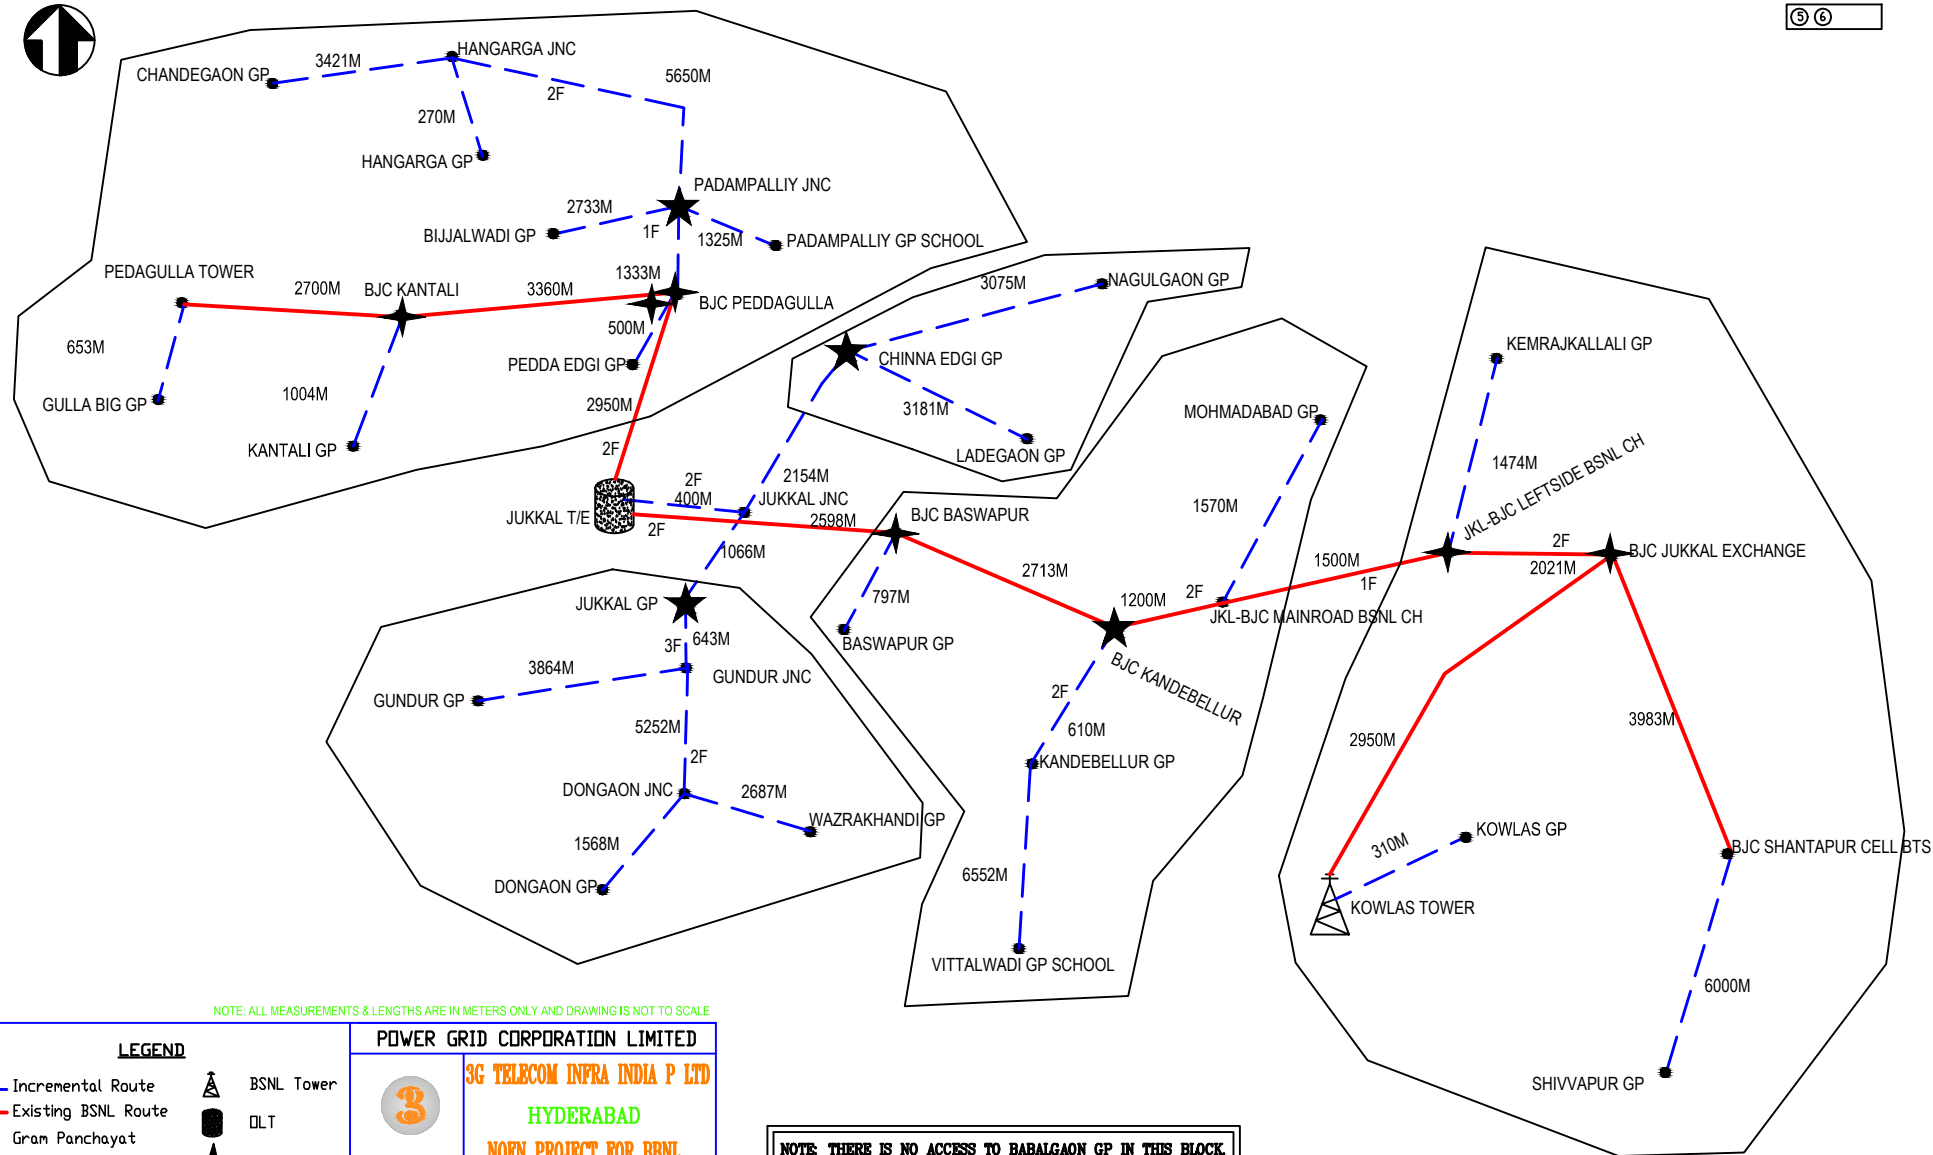 5 6
HANGARGA JNC
3421M
CHANDEGAON GP
5650M
2F
270M
HANGARGA GP
PADAMPALLIY JNC
2733M
BIJJALWADI GP
1F
1325M
PADAMPALLIY GP SCHOOL
PEDAGULLA TOWER
2700M
BJC KANTALI
3360M
1333M
BJC PEDDAGULLA
500M
653M
PEDDA EDGI GP
GULLA BIG GP
1004M
2950M
KANTALI GP
2F
3075M
NAGULGAON GP
CHINNA EDGI GP
3181M
LADEGAON GP
2154M
2F
400M
JUKKAL JNC
JUKKAL T/E
2F
2598M
BJC BASWAPUR
1066M
JUKKAL GP
643M
3F
3864M
GUNDUR JNC
GUNDUR GP
5252M
2F
DONGAON JNC
2687M
WAZRAKHANDI GP
1568M
DONGAON GP
797M
BASWAPUR GP
2713M
1200M
2F
MOHMADABAD GP
1570M
1500M
1F
JKL-BJC MAINROAD BSNL CH
BJC KANDEBELLUR
2F
610M
KANDEBELLUR GP
6552M
VITTALWADI GP SCHOOL
KEMRAJKALLALI GP
1474M
JKL-BJC LEFTSIDE BSNL CH
2F
2021M
BJC JUKKAL EXCHANGE
2950M
3983M
310M
KOWLAS GP
KOWLAS TOWER
BJC SHANTAPUR CELL BTS
6000M
SHIVVAPUR GP
NOTE: ALL MEASUREMENTS & LENGTHS ARE IN METERS ONLY AND DRAWING IS NOT TO SCALE
LEGEND
Incremental Route
BSNL Tower
Existing BSNL Route
OLT
Gram Panchayat
POWER GRID CORPORATION LIMITED
3
3G TELECOM INFRA INDIA P LTD
HYDERABAD
NOFN PROJECT FOR BBNL
NOTE: THERE IS NO ACCESS TO BABALGAON GP IN THIS BLOCK.